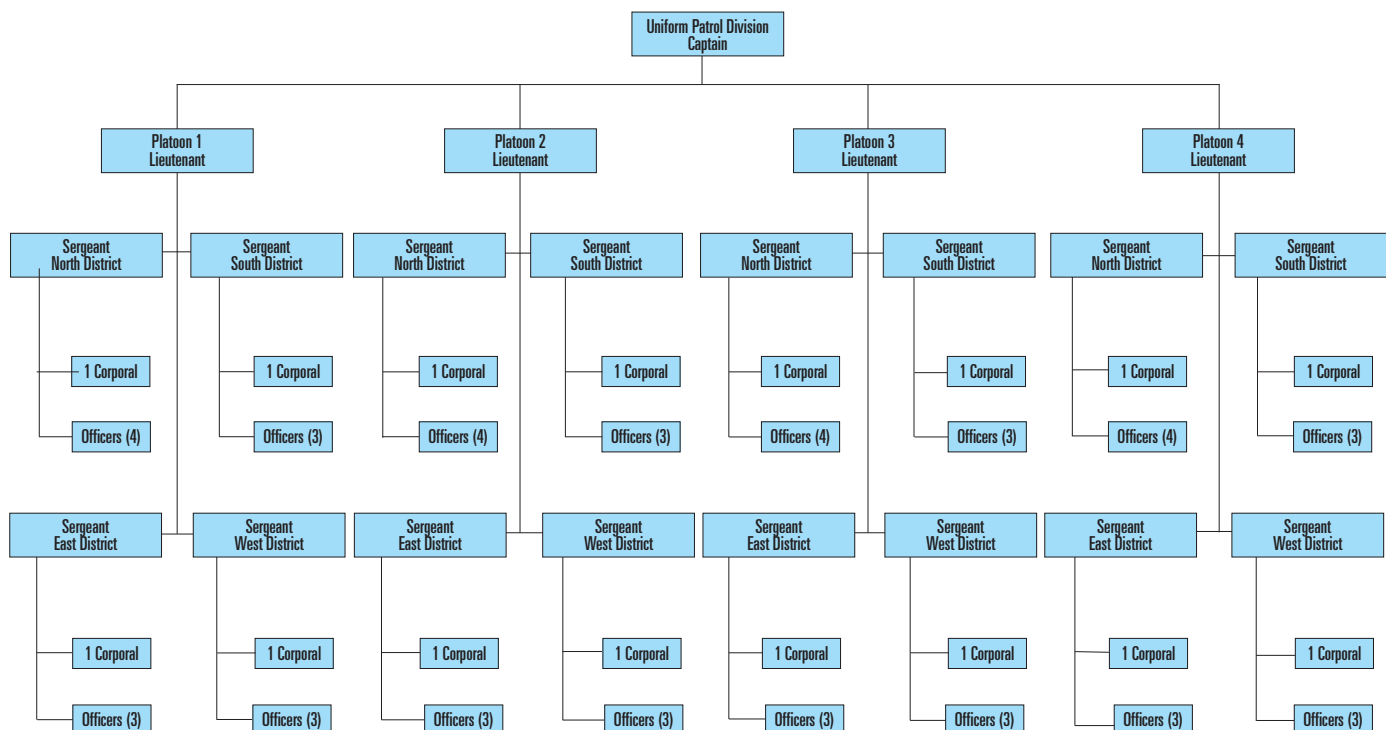 Uniform Patrol Division
Captain
Platoon 1
Lieutenant
Platoon 2
Lieutenant
Platoon 3
Lieutenant
Platoon 4
Lieutenant
Sergeant
North District
Sergeant
South District
Sergeant
North District
Sergeant
South District
Sergeant
North District
Sergeant
South District
Sergeant
North District
Sergeant
South District
1 Corporal
1 Corporal
1 Corporal
1 Corporal
1 Corporal
1 Corporal
1 Corporal
1 Corporal
Officers (4)
Officers (3)
Officers (4)
Officers (3)
Officers (4)
Officers (3)
Officers (4)
Officers (3)
Sergeant
East District
Sergeant
West District
Sergeant
East District
Sergeant
West District
Sergeant
East District
Sergeant
West District
Sergeant
East District
Sergeant
West District
1 Corporal
1 Corporal
1 Corporal
1 Corporal
1 Corporal
1 Corporal
1 Corporal
1 Corporal
Officers (3)
Officers (3)
Officers (3)
Officers (3)
Officers (3)
Officers (3)
Officers (3)
Officers (3)